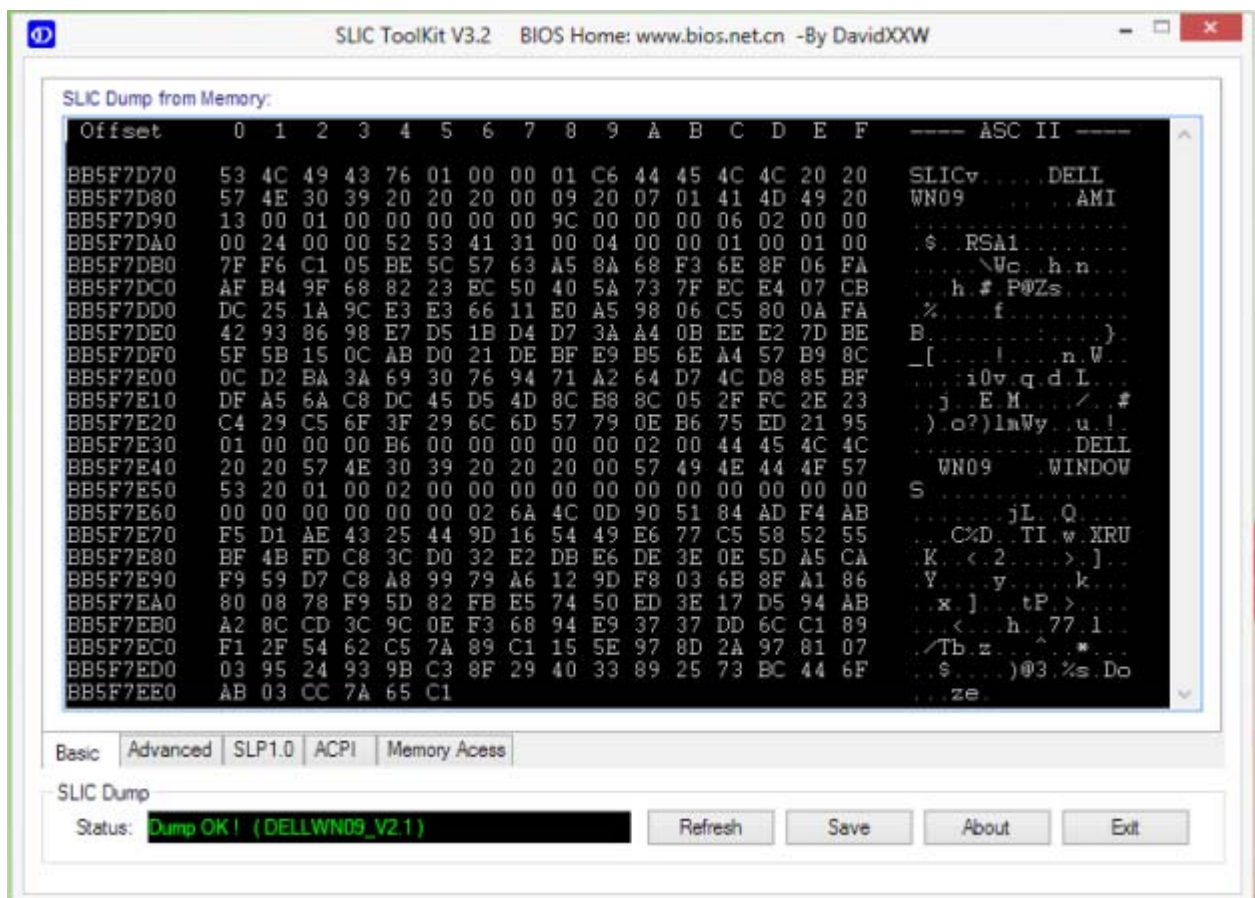 SLIC ToolKit V3.2 BIOS Home: www.bios.net.cn -By DavidXXW
SLIC Dump from Memory:
Offset 0 1 2 3 4 5 6 7 8 9 A B C D E F ---- ASC II ----
BB5F7D70 53 4C 49 43 76 01 00 00 01 C6 44 45 4C 4C 20 20 SLICv.....DELL
BB5F7D80 57 4E 30 39 20 20 20 00 09 20 07 01 41 4D 49 20 WN09 .. ..AMI
BB5F7D90 13 00 01 00 00 00 00 00 9C 00 00 00 06 02 00 00 ................
BB5F7DA0 00 24 00 00 52 53 41 31 00 04 00 00 01 00 01 00 .$..RSA1........
BB5F7DB0 7F F6 C1 05 BE 5C 57 63 A5 8A 68 F3 6E 8F 06 FA .....\Wc..h.n...
BB5F7DC0 AF B4 9F 68 82 23 EC 50 40 5A 73 7F EC E4 07 CB ...h.#.P@Zs.....
BB5F7DD0 DC 25 1A 9C E3 E3 66 11 E0 A5 98 06 C5 80 0A FA .%....f.........
BB5F7DE0 42 93 86 98 E7 D5 1B D4 D7 3A A4 0B EE E2 7D BE B........:....}.
BB5F7DF0 5F 5B 15 0C AB D0 21 DE BF E9 B5 6E A4 57 B9 8C _[....!....n.W..
BB5F7E00 0C D2 BA 3A 69 30 76 94 71 A2 64 D7 4C D8 85 BF ...:i0v.q.d.L...
BB5F7E10 DF A5 6A C8 DC 45 D5 4D 8C B8 8C 05 2F FC 2E 23 ..j..E.M..../..#
BB5F7E20 C4 29 C5 6F 3F 29 6C 6D 57 79 0E B6 75 ED 21 95 .).o?)lmWy..u.!.
BB5F7E30 01 00 00 00 B6 00 00 00 00 00 02 00 44 45 4C 4C ............DELL
BB5F7E40 20 20 57 4E 30 39 20 20 20 00 57 49 4E 44 4F 57 WN09 .WINDOW
BB5F7E50 53 20 01 00 02 00 00 00 00 00 00 00 00 00 00 00 S ..............
BB5F7E60 00 00 00 00 00 00 02 6A 4C 0D 90 51 84 AD F4 AB .......jL..Q....
BB5F7E70 F5 D1 AE 43 25 44 9D 16 54 49 E6 77 C5 58 52 55 ...C%D..TI.w.XRU
BB5F7E80 BF 4B FD C8 3C D0 32 E2 DB E6 DE 3E 0E 5D A5 CA .K..<.2....>.]..
BB5F7E90 F9 59 D7 C8 A8 99 79 A6 12 9D F8 03 6B 8F A1 86 .Y....y.....k...
BB5F7EA0 80 08 78 F9 5D 82 FB E5 74 50 ED 3E 17 D5 94 AB ..x.]...tP.>....
BB5F7EB0 A2 8C CD 3C 9C 0E F3 68 94 E9 37 37 DD 6C C1 89 ...<...h..77.l..
BB5F7EC0 F1 2F 54 62 C5 7A 89 C1 15 5E 97 8D 2A 97 81 07 ./Tb.z...^..*...
BB5F7ED0 03 95 24 93 9B C3 8F 29 40 33 89 25 73 BC 44 6F ..$....)@3.%s.Do
BB5F7EE0 AB 03 CC 7A 65 C1 ...ze.
Basic Advanced SLP1.0 ACPI Memory Acess
SLIC Dump
Status: Dump OK ! ( DELLWN09_V2.1 ) Refresh Save About Exit